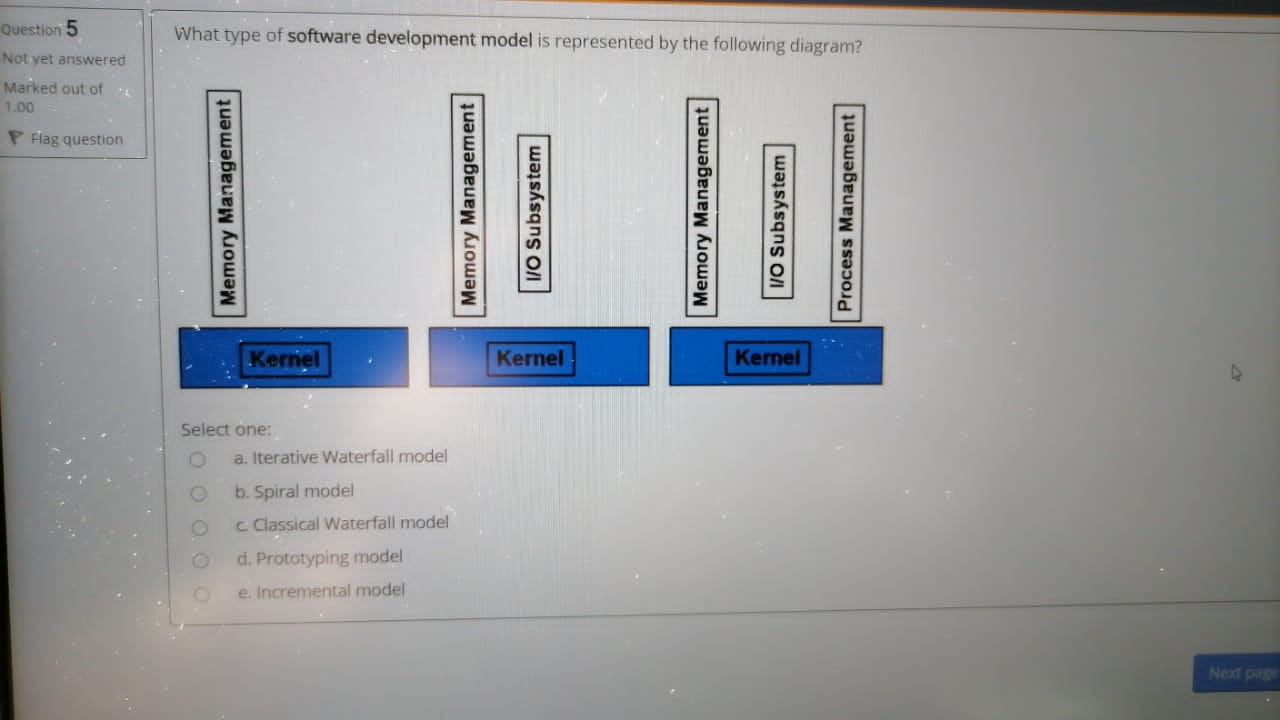 Question 5
Not yet answered
Marked out of
1.00
Flag question
What type of software development model is represented by the following diagram?
Memory Management
Kernel
Memory Management
I/O Subsystem
Kernel
Memory Management
I/O Subsystem
Process Management
Kernel
Select one:
a. Iterative Waterfall model
b. Spiral model
c. Classical Waterfall model
d. Prototyping model
e. Incremental model
Next page